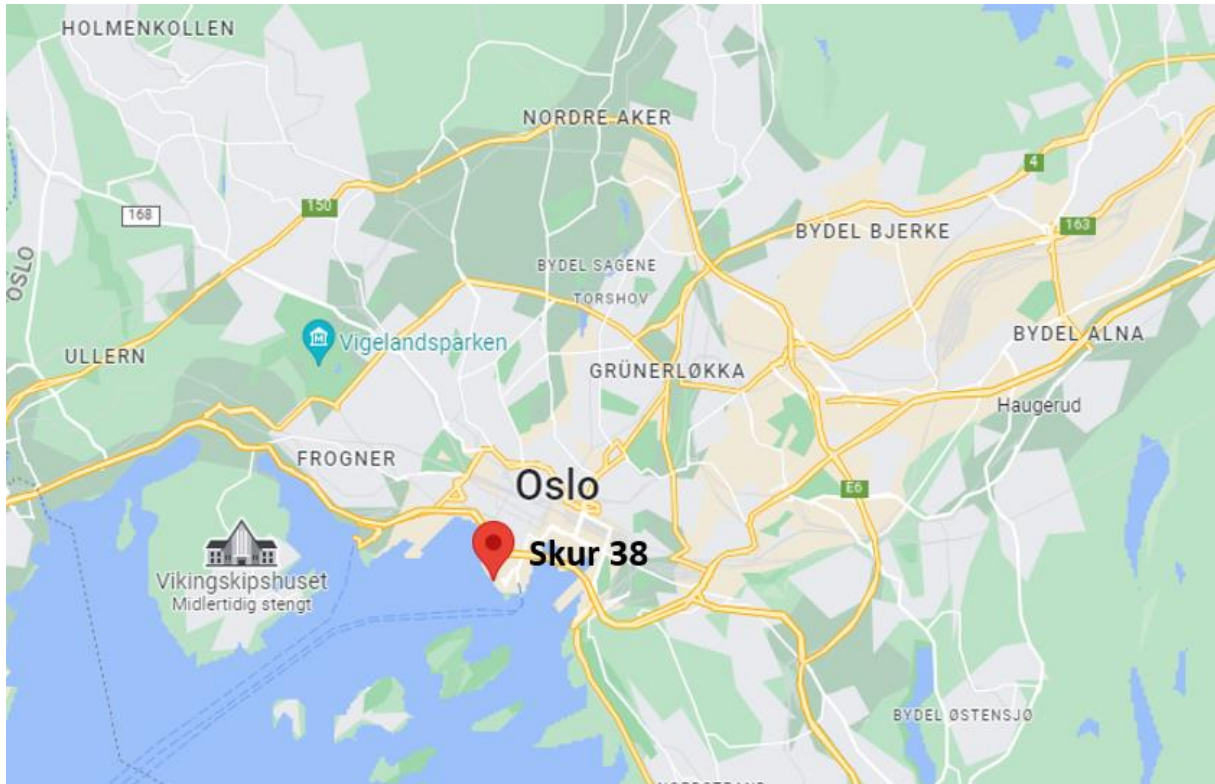 HOLMENKOLLEN
NORDRE AKER
4
168
150
163
BYDEL BJERKE
OSLO
BYDEL SAGENE
TORSHOV
BYDEL ALNA
Vigelandsparken
ULLERN
GRÜNERLØKKA
Haugerud
FROGNER
Oslo
E6
Skur 38
Vikingskipshuset
Midlertidig stengt
BYDEL ØSTENSJØ